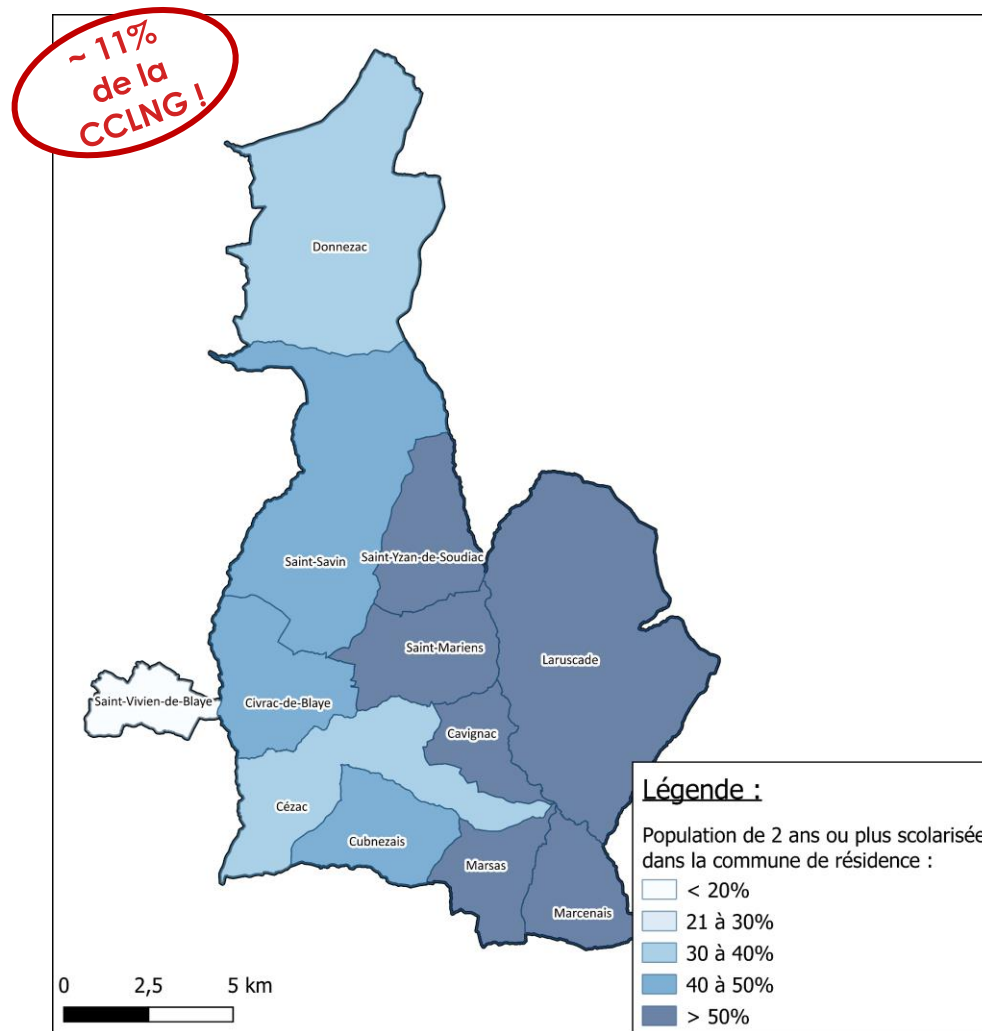 ~ 11%
de la
CCLNG !
Donnezac
Saint-Savin
Saint-Yzan-de-Soudiac
Saint-Mariens
Laruscade
Saint-Vivien-de-Blaye
Civrac-de-Blaye
Cavignac
Cézac
Cubnezais
Marsas
Marcenais
Légende :
Population de 2 ans ou plus scolarisée
dans la commune de résidence :
< 20%
21 à 30%
30 à 40%
40 à 50%
> 50%
0 2,5 5 km